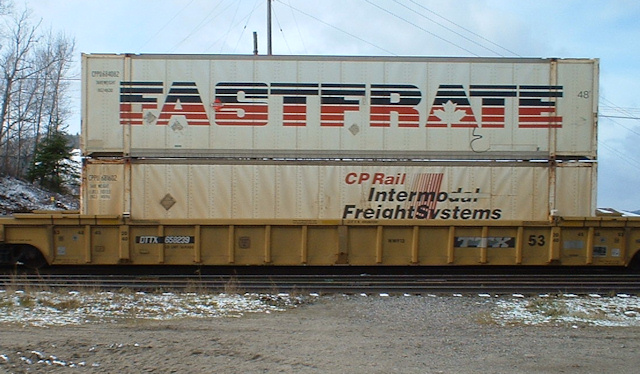 FASTFRATE
48'
CP Rail
Intermodal
FreightSystems
DTTX 658239
TTX
53